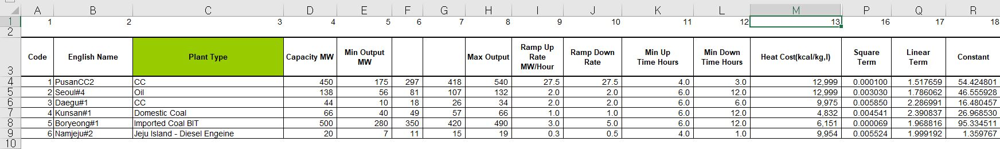 A B C D E F G H I J K L M P Q R
1 1 2 3 4 5 6 7 8 9 10 11 12 13 16 17 18
2
3 Code English Name Plant Type Capacity MW Min Output MW Max Output Ramp Up Rate MW/Hour Ramp Down Rate Min Up Time Hours Min Down Time Hours Heat Cost(kcal/kg,l) Square Term Linear Term Constant
4 1 PusanCC2 CC 450 175 297 418 540 27.5 27.5 4.0 3.0 12,999 0.000100 1.517659 54.424801
5 2 Seoul#4 Oil 138 56 81 107 132 2.0 2.0 6.0 12.0 12,999 0.003030 1.786062 46.555928
6 3 Daegu#1 CC 44 10 18 26 34 2.0 2.0 6.0 6.0 9,975 0.005850 2.286991 16.480457
7 4 Kunsan#1 Domestic Coal 66 40 49 57 66 1.0 1.0 6.0 12.0 4,832 0.004541 2.390837 26.968530
8 5 Boryeong#1 Imported Coal BIT 500 280 350 420 490 3.0 5.0 6.0 12.0 6,151 0.000069 1.968816 95.334511
9 6 Namjeju#2 Jeju Island - Diesel Engeine 20 7 11 15 19 0.3 0.5 4.0 1.0 9,954 0.005524 1.999192 1.359767
10